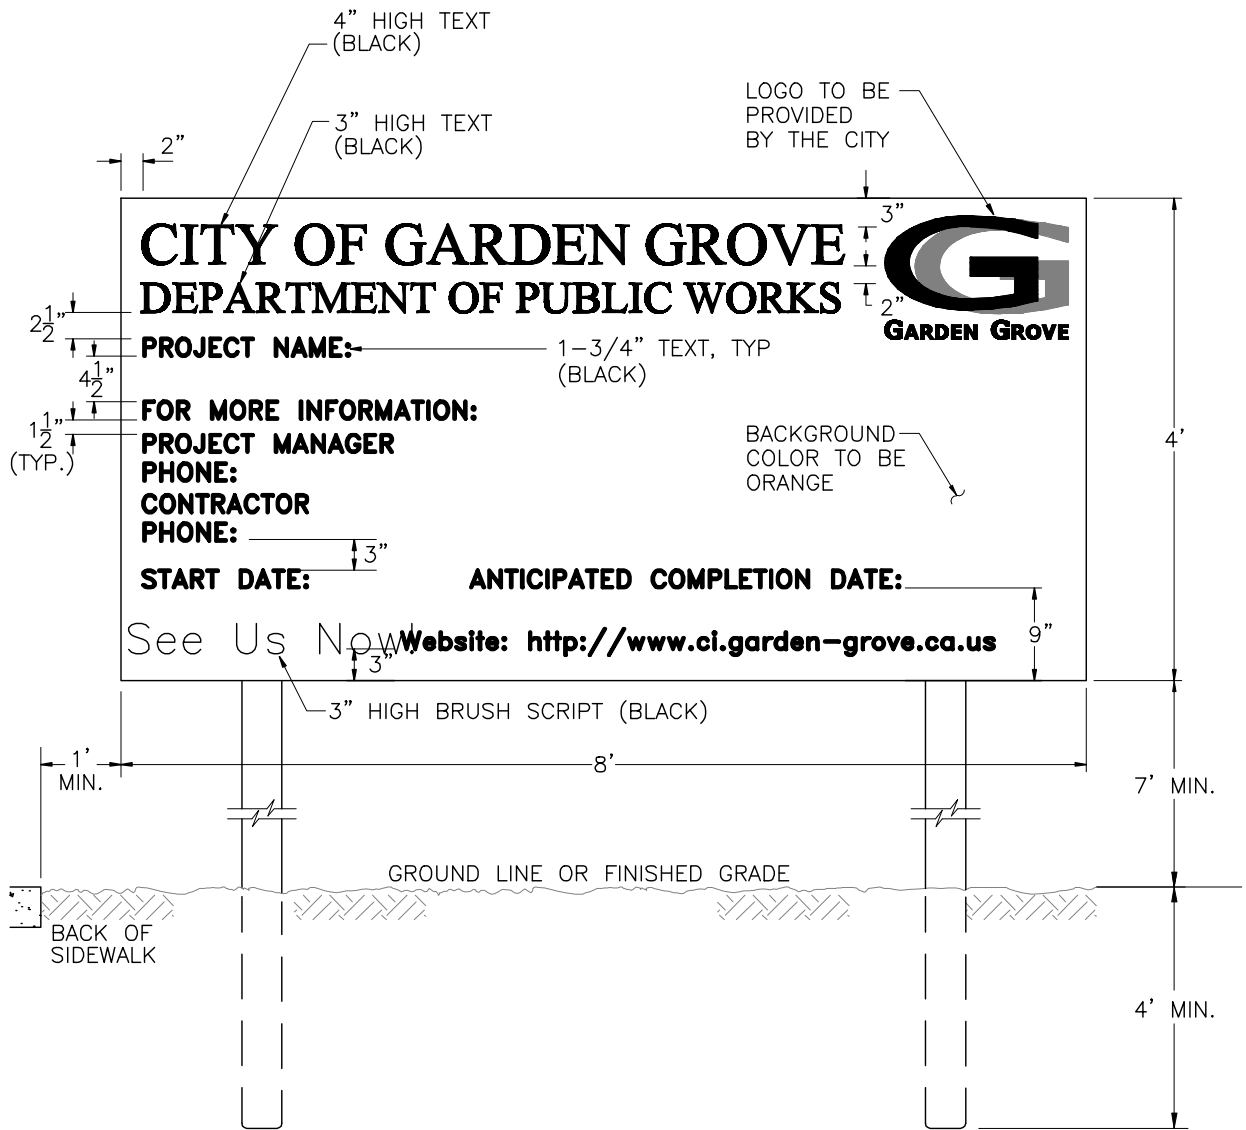 4” HIGH TEXT
(BLACK)
3” HIGH TEXT
(BLACK)
LOGO TO BE
PROVIDED
BY THE CITY
2”
3”
CITY OF GARDEN GROVE
DEPARTMENT OF PUBLIC WORKS
2”
GARDEN GROVE
2 1/2”
PROJECT NAME:
1-3/4” TEXT, TYP
(BLACK)
4 1/2”
FOR MORE INFORMATION:
1 1/2”
(TYP.)
PROJECT MANAGER
PHONE:
CONTRACTOR
PHONE:
BACKGROUND
COLOR TO BE
ORANGE
4'
3”
START DATE:
ANTICIPATED COMPLETION DATE:
See Us Now!
Website: http://www.ci.garden-grove.ca.us
9”
3”
3” HIGH BRUSH SCRIPT (BLACK)
1'
MIN.
8'
7' MIN.
GROUND LINE OR FINISHED GRADE
BACK OF
SIDEWALK
4' MIN.